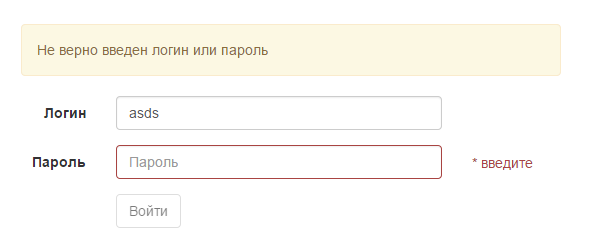 Не верно введен логин или пароль
Логин asds
Пароль Пароль * введите
Войти